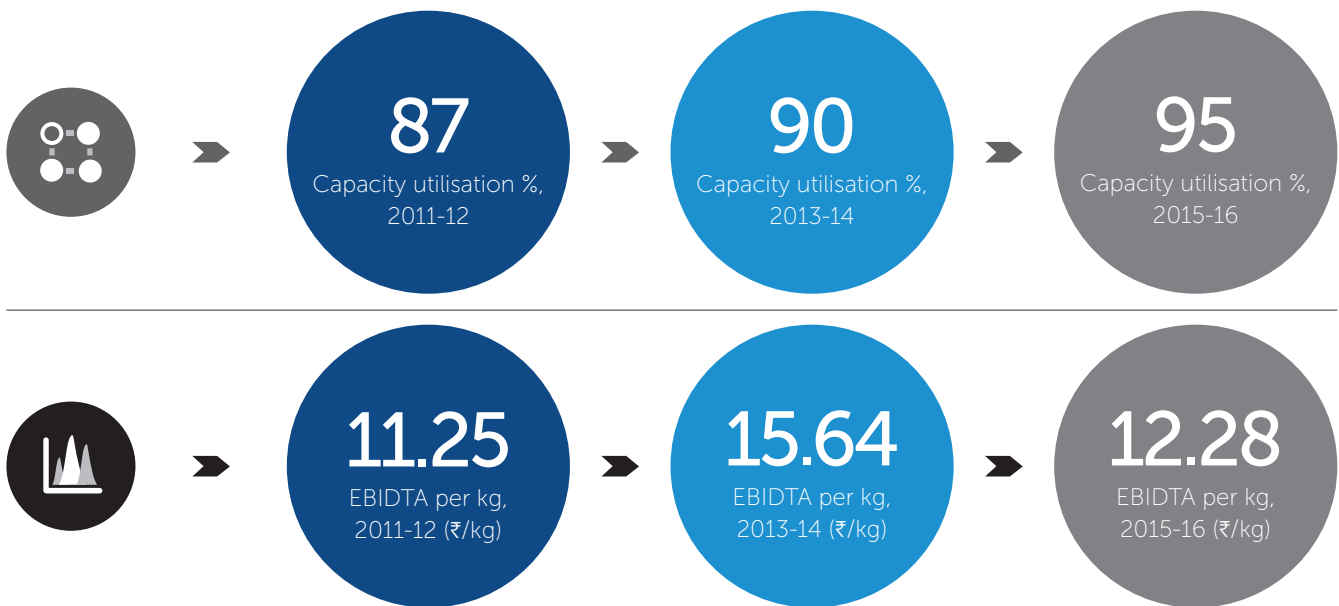 87
Capacity utilisation %,
2011-12
90
Capacity utilisation %,
2013-14
95
Capacity utilisation %,
2015-16
11.25
EBIDTA per kg,
2011-12 (₹/kg)
15.64
EBIDTA per kg,
2013-14 (₹/kg)
12.28
EBIDTA per kg,
2015-16 (₹/kg)